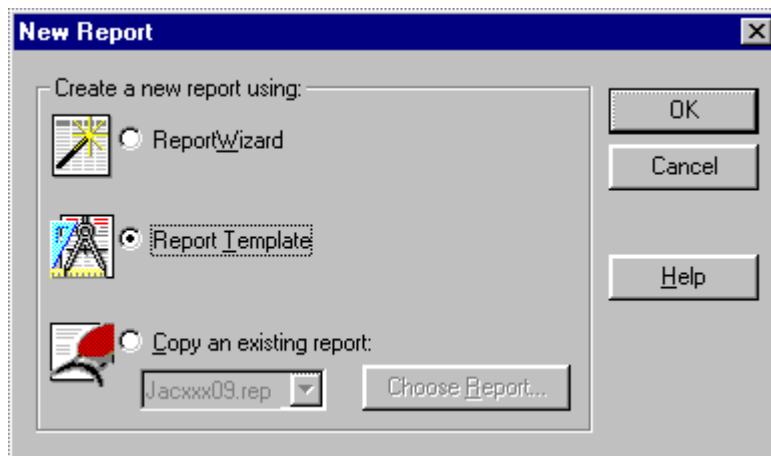 New Report
Create a new report using:
ReportWizard
Report Template
Copy an existing report:
Jacxxx09.rep
Choose Report...
OK
Cancel
Help